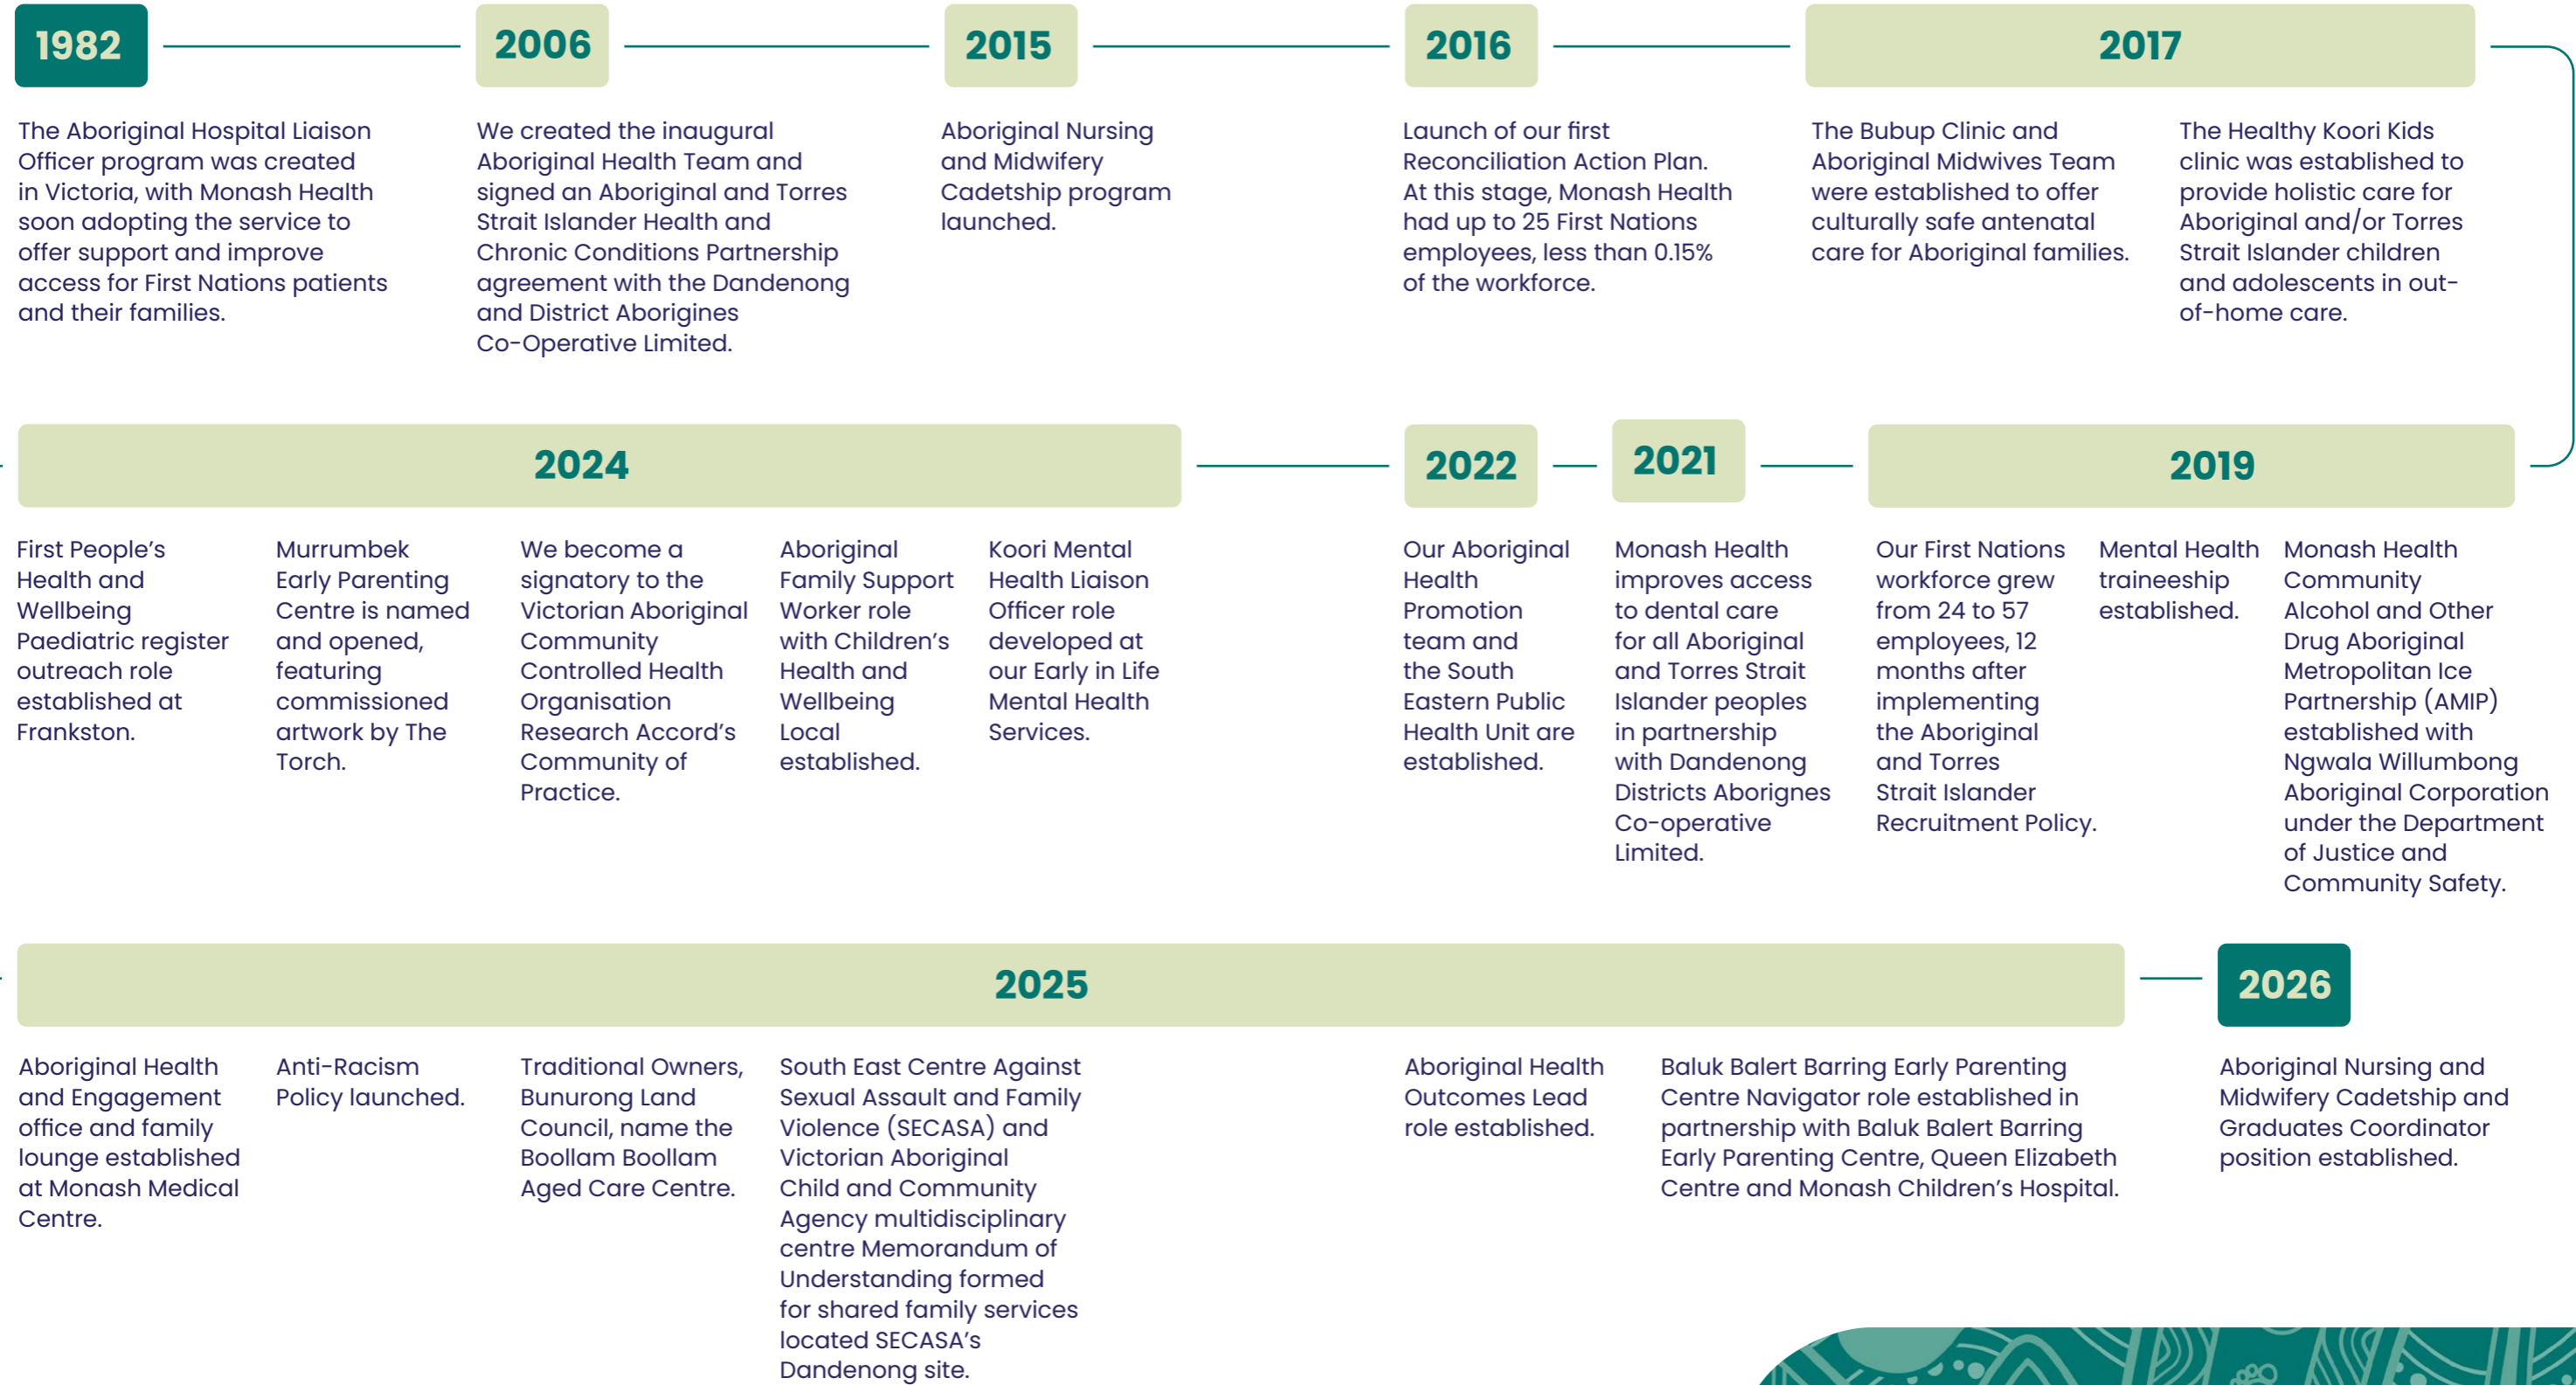 1982
The Aboriginal Hospital Liaison
Officer program was created
in Victoria, with Monash Health
soon adopting the service to
offer support and improve
access for First Nations patients
and their families.
2006
We created the inaugural
Aboriginal Health Team and
signed an Aboriginal and Torres
Strait Islander Health and
Chronic Conditions Partnership
agreement with the Dandenong
and District Aborigines
Co-Operative Limited.
2015
Aboriginal Nursing
and Midwifery
Cadetship program
launched.
2016
Launch of our first
Reconciliation Action Plan.
At this stage, Monash Health
had up to 25 First Nations
employees, less than 0.15%
of the workforce.
2017
The Bubup Clinic and
Aboriginal Midwives Team
were established to offer
culturally safe antenatal
care for Aboriginal families.
The Healthy Koori Kids
clinic was established to
provide holistic care for
Aboriginal and/or Torres
Strait Islander children
and adolescents in out-
of-home care.
2019
Our First Nations
workforce grew
from 24 to 57
employees, 12
months after
implementing
the Aboriginal
and Torres
Strait Islander
Recruitment Policy.
Mental Health
traineeship
established.
Monash Health
Community
Alcohol and Other
Drug Aboriginal
Metropolitan Ice
Partnership (AMIP)
established with
Ngwala Willumbong
Aboriginal Corporation
under the Department
of Justice and
Community Safety.
2021
Monash Health
improves access
to dental care
for all Aboriginal
and Torres Strait
Islander peoples
in partnership
with Dandenong
Districts Aborignes
Co-operative
Limited.
2022
Our Aboriginal
Health
Promotion
team and
the South
Eastern Public
Health Unit are
established.
2024
First People’s
Health and
Wellbeing
Paediatric register
outreach role
established at
Frankston.
Murrumbek
Early Parenting
Centre is named
and opened,
featuring
commissioned
artwork by The
Torch.
We become a
signatory to the
Victorian Aboriginal
Community
Controlled Health
Organisation
Research Accord’s
Community of
Practice.
Aboriginal
Family Support
Worker role
with Children’s
Health and
Wellbeing
Local
established.
Koori Mental
Health Liaison
Officer role
developed at
our Early in Life
Mental Health
Services.
2025
Aboriginal Health
and Engagement
office and family
lounge established
at Monash Medical
Centre.
Anti-Racism
Policy launched.
Traditional Owners,
Bunurong Land
Council, name the
Boollam Boollam
Aged Care Centre.
South East Centre Against
Sexual Assault and Family
Violence (SECASA) and
Victorian Aboriginal
Child and Community
Agency multidisciplinary
centre Memorandum of
Understanding formed
for shared family services
located SECASA’s
Dandenong site.
Aboriginal Health
Outcomes Lead
role established.
Baluk Balert Barring Early Parenting
Centre Navigator role established in
partnership with Baluk Balert Barring
Early Parenting Centre, Queen Elizabeth
Centre and Monash Children’s Hospital.
2026
Aboriginal Nursing and
Midwifery Cadetship and
Graduates Coordinator
position established.